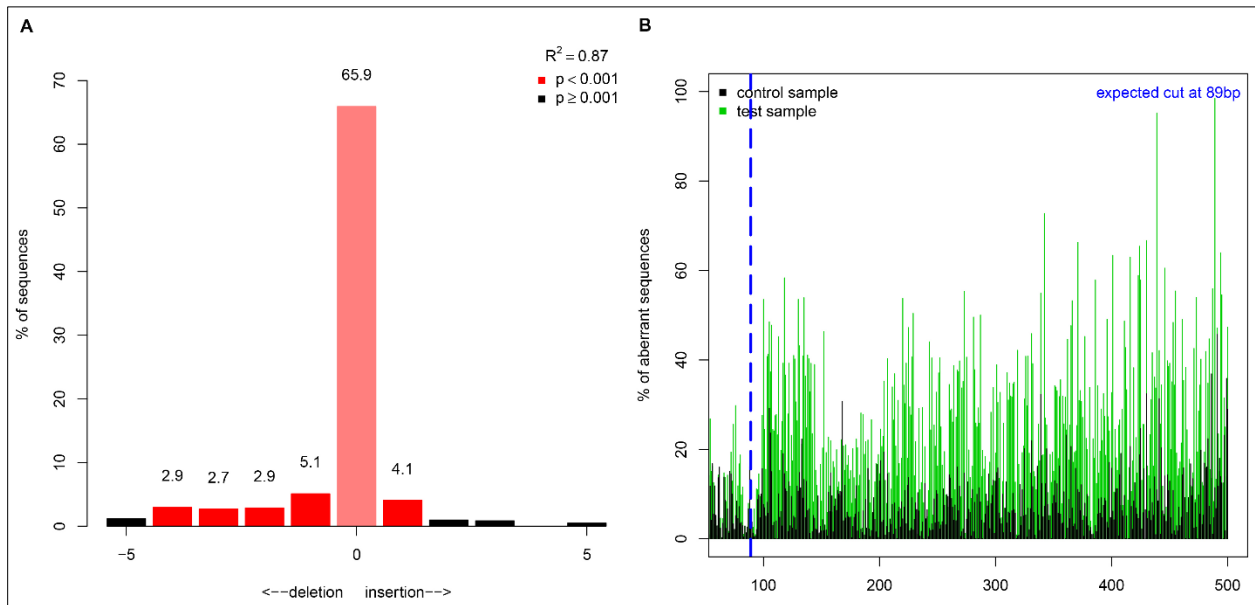 A
R² = 0.87
p < 0.001
p ≥ 0.001
65.9
2.9
2.7
2.9
5.1
4.1
70
60
50
40
30
20
10
0
% of sequences
−5
0
5
<--deletion insertion-->
B
control sample
test sample
expected cut at 89bp
100
80
60
40
20
0
% of aberrant sequences
100
200
300
400
500